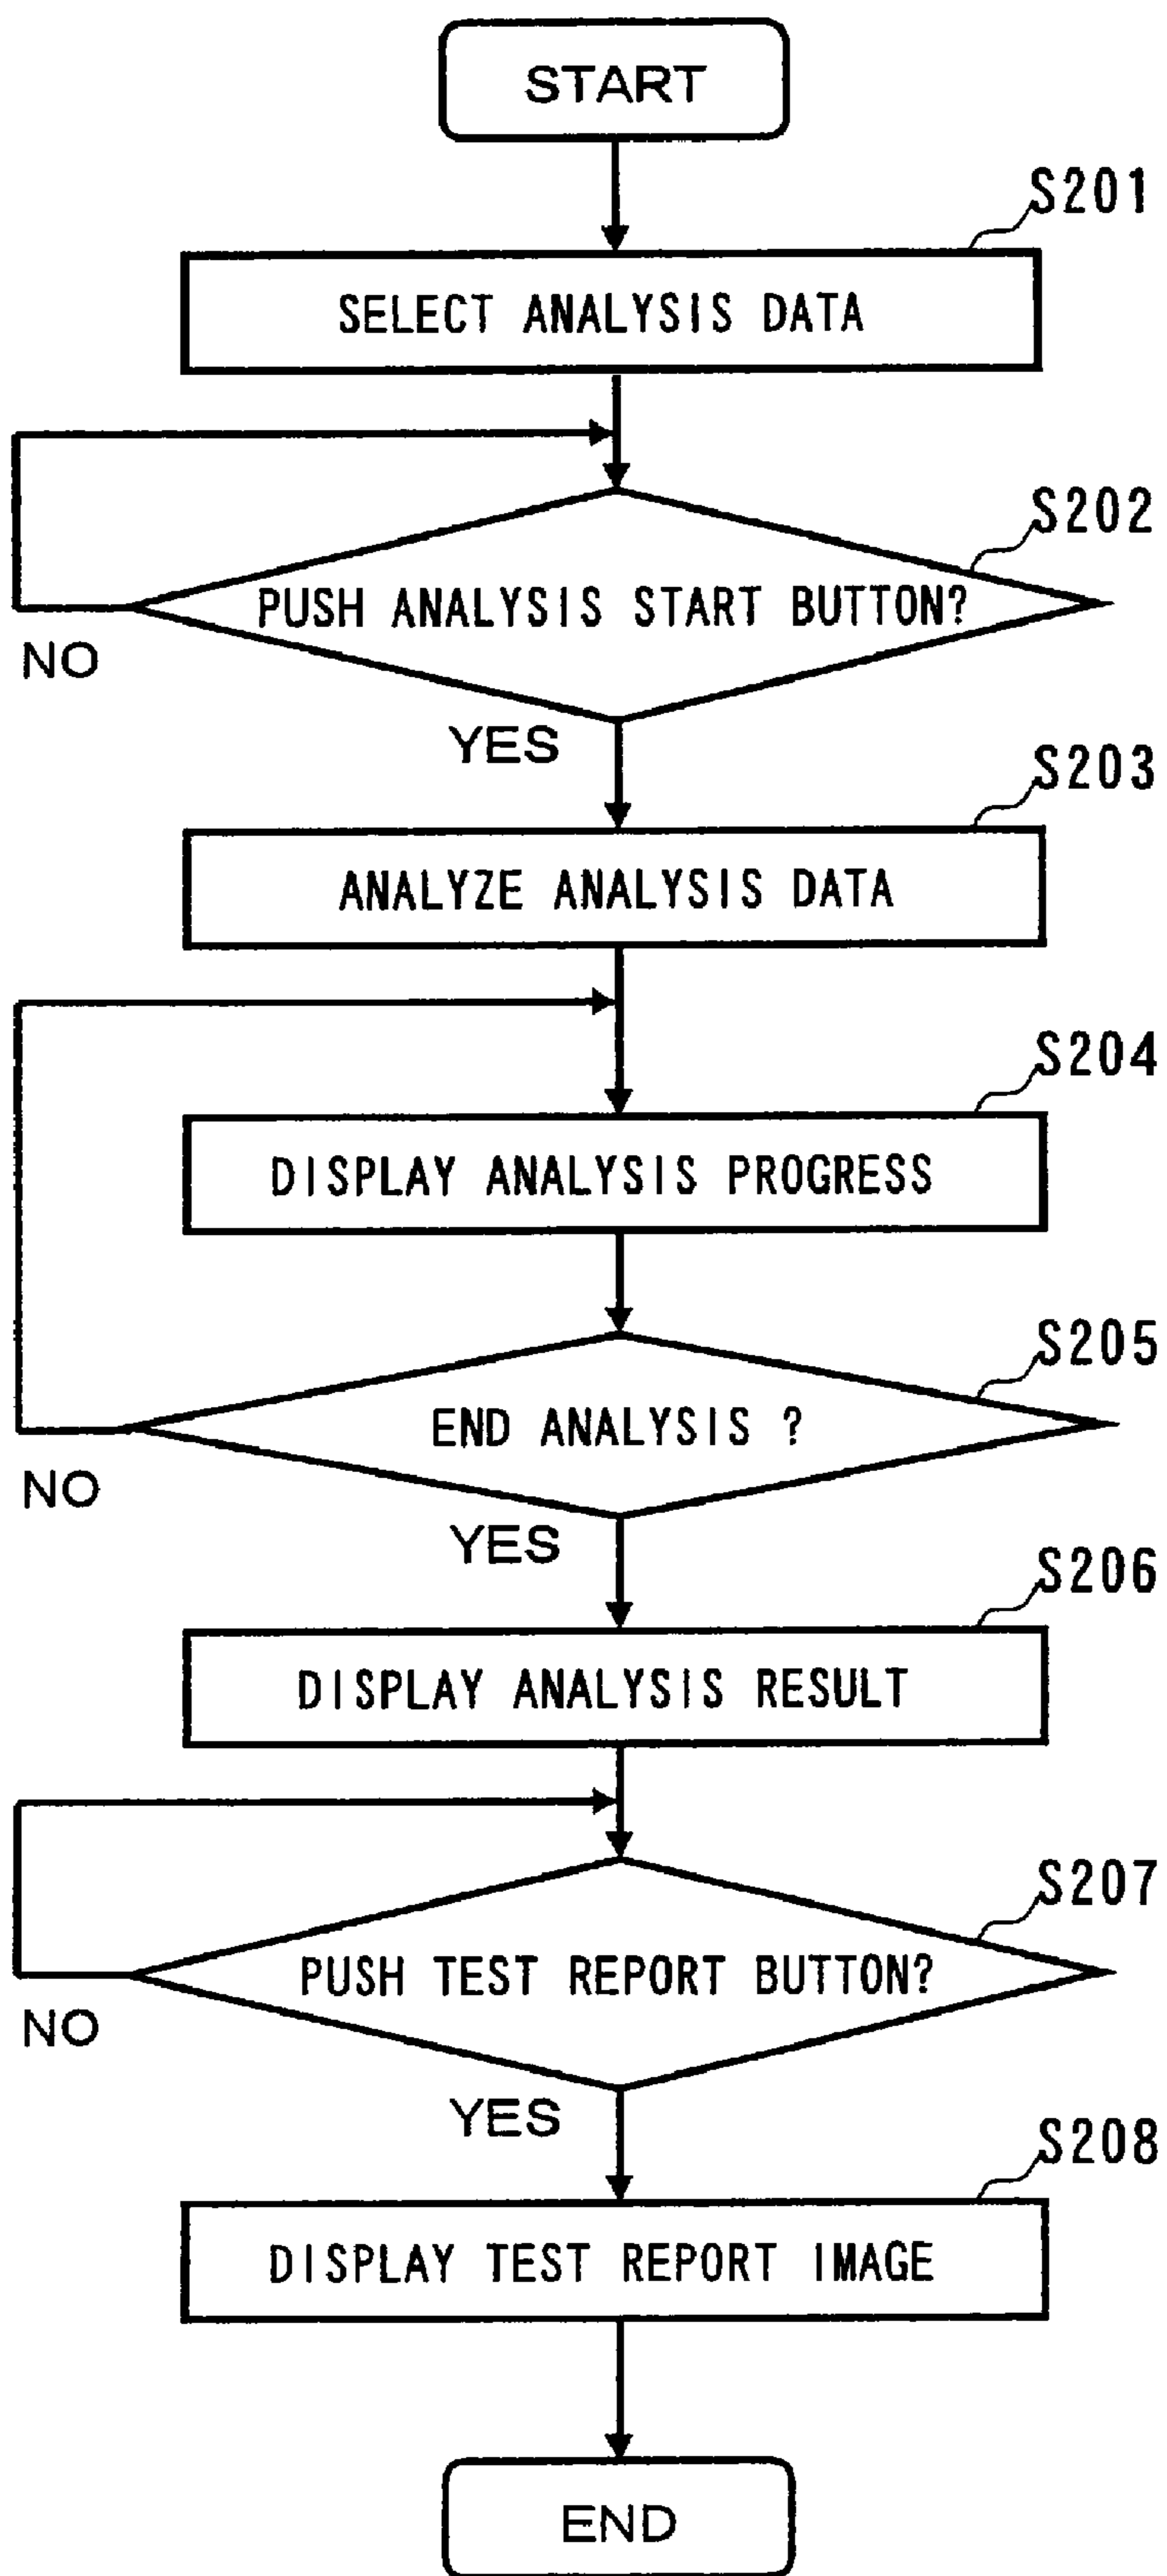 START
S201
SELECT ANALYSIS DATA
S202
PUSH ANALYSIS START BUTTON?
NO
YES
S203
ANALYZE ANALYSIS DATA
S204
DISPLAY ANALYSIS PROGRESS
S205
END ANALYSIS ?
NO
YES
S206
DISPLAY ANALYSIS RESULT
S207
PUSH TEST REPORT BUTTON?
NO
YES
S208
DISPLAY TEST REPORT IMAGE
END